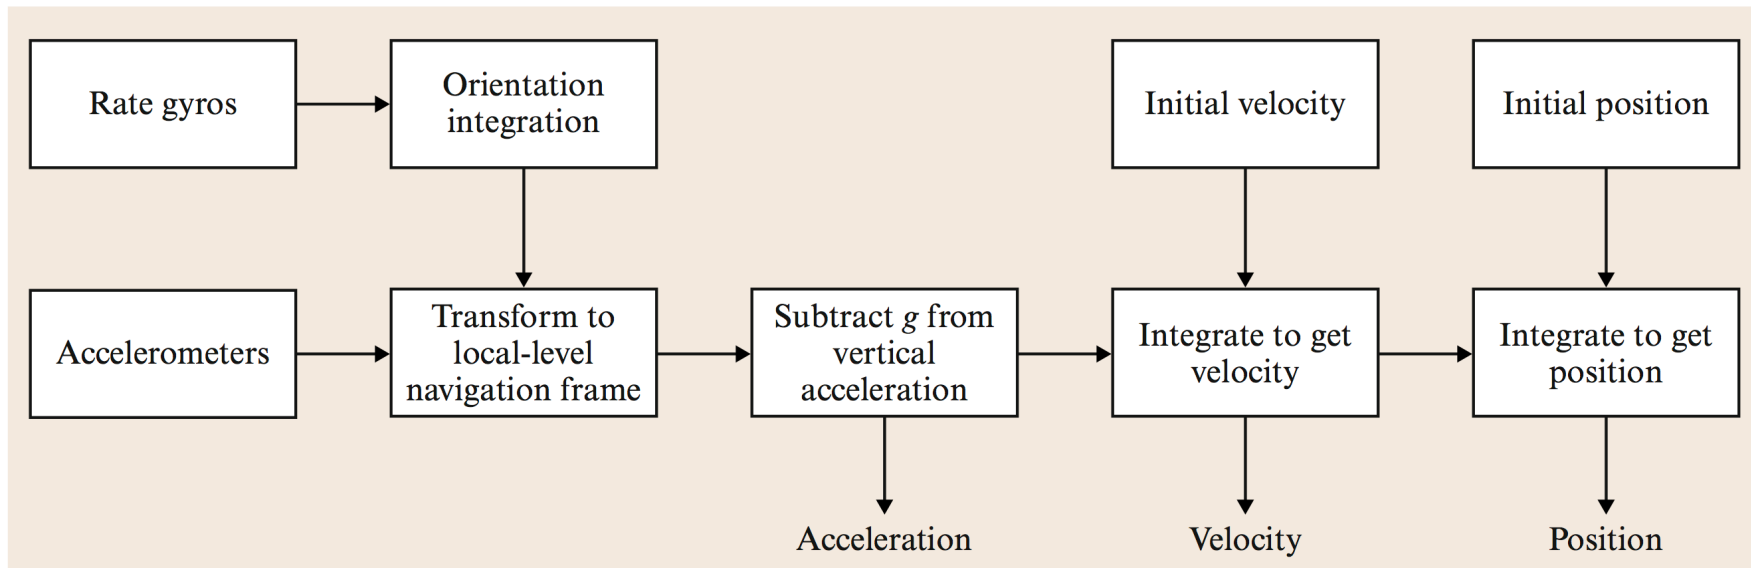 Rate gyros
Orientation
integration
Initial velocity
Initial position
Accelerometers
Transform to
local-level
navigation frame
Subtract g from
vertical
acceleration
Integrate to get
velocity
Integrate to get
position
Acceleration
Velocity
Position